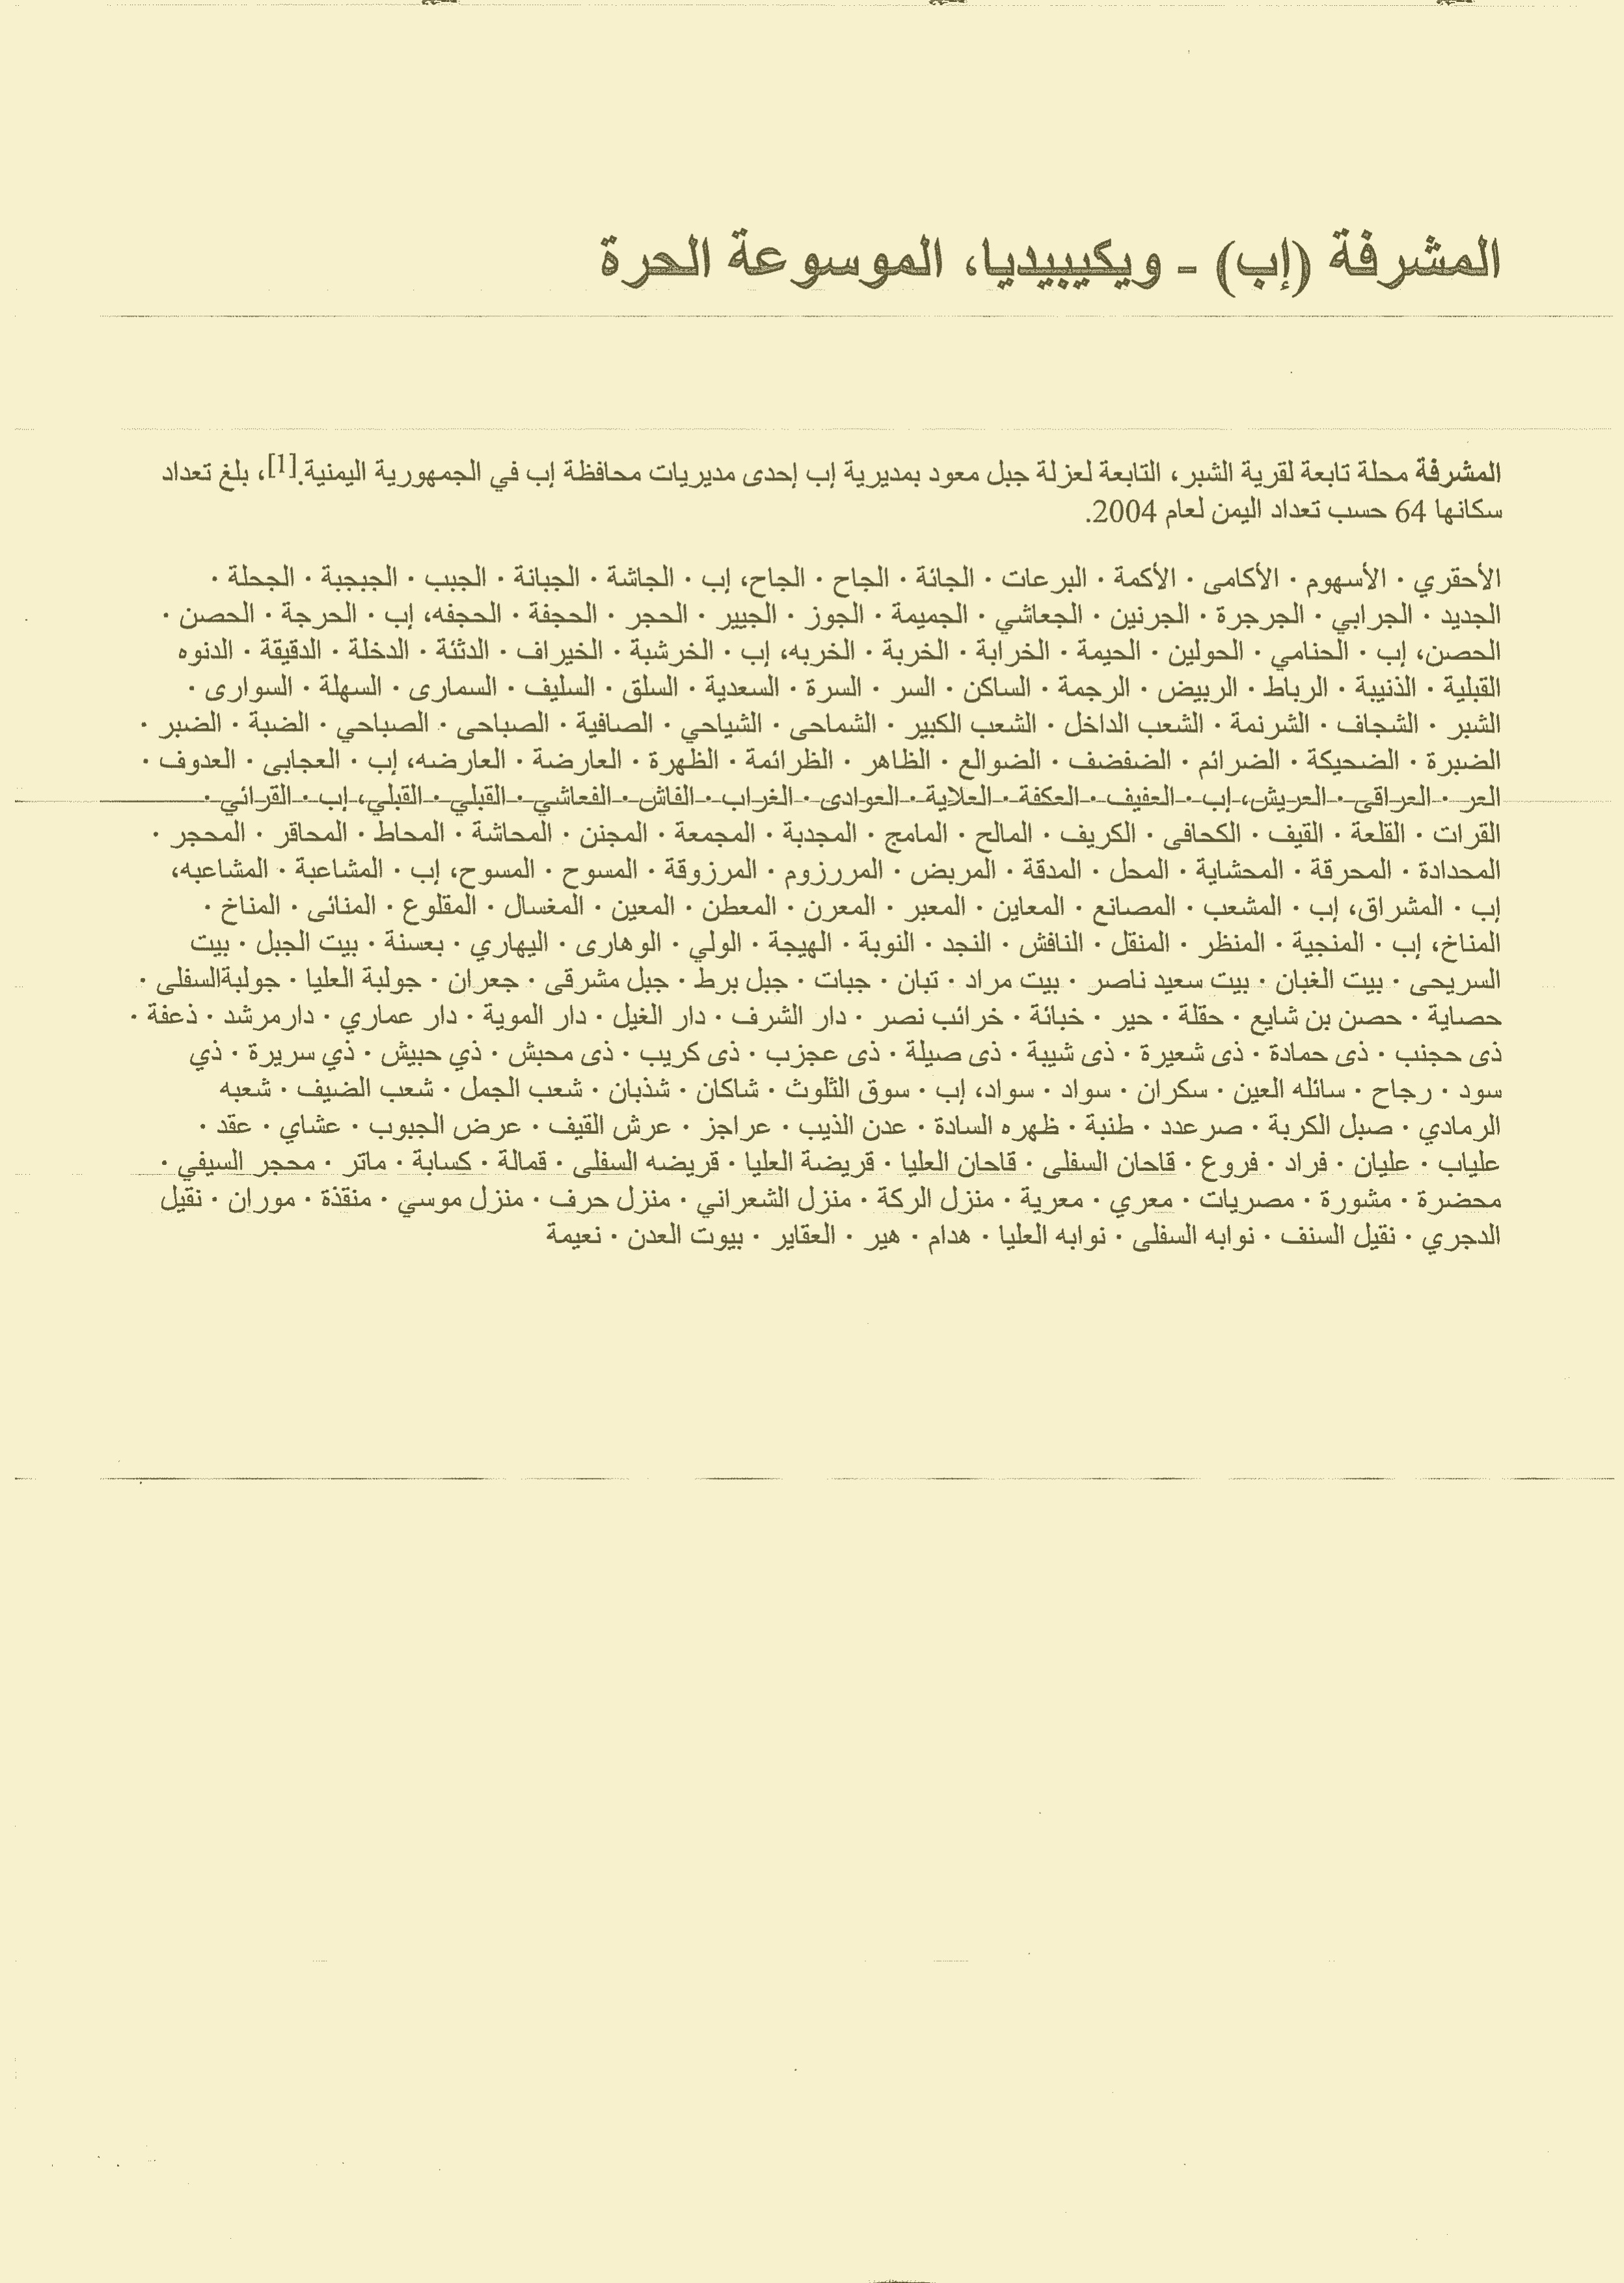 المشرفة (إب) - ويكيبيديا، الموسوعة الحرة
المشرفة محلة تابعة لقرية الشبر، التابعة لعزلة جبل معود بمديرية إب إحدى مديريات محافظة إب في الجمهورية اليمنية.[1]، بلغ تعداد
سكانها 64 حسب تعداد اليمن لعام 2004.
الأحقري · الأسهوم · الأكامى · الأكمة · البرعات · الجائة · الجاح · الجاح، إب · الجاشة · الجبانة · الجبب · الجبجبة · الجحلة ·
الجديد · الجرابي · الجرجرة · الجرنين · الجعاشي · الجميمة · الجوز · الجبير · الحجر · الحجفة · الحجفه، إب · الحرجة · الحصن ·
الحصن، إب · الحنامي · الحولين · الحيمة · الخرابة · الخربة · الخربه، إب · الخرشبة · الخيراف · الدثئة · الدخلة · الدقيقة · الدنوه
القبلية · الذنيبة · الرباط · الربيض · الرجمة · الساكن · السر · السرة · السعدية · السلق · السليف · السمارى · السهلة · السوارى ·
الشبر · الشجاف · الشرنمة · الشعب الداخل · الشعب الكبير · الشماحى · الشياحي · الصافية · الصباحى · الصباحي · الضبة · الضبر ·
الضبرة · الضحيكة · الضرائم · الضفضف · الضوالع · الظاهر · الظرائمة · الظهرة · العارضة · العارضه، إب · العجابى · العدوف ·
العر · العراقى · العريش، إب · العفيف · العكفة · العلاية · العوادى · الغراب · الفاش · الفعاشي · القبلي · القبلي، إب · القرائي ·
القرات · القلعة · القيف · الكحافى · الكريف · المالح · المامج · المجدبة · المجمعة · المجنن · المحاشة · المحاط · المحاقر · المحجر ·
المحدادة · المحرقة · المحشاية · المحل · المدقة · المربض · المررزوم · المرزوقة · المسوح · المسوح، إب · المشاعبة · المشاعبه،
إب · المشراق، إب · المشعب · المصانع · المعاين · المعبر · المعرن · المعطن · المعين · المغسال · المقلوع · المنائى · المناخ ·
المناخ، إب · المنجية · المنظر · المنقل · النافش · النجد · النوبة · الهيجة · الولي · الوهارى · اليهاري · بعسنة · بيت الجبل · بيت
السريحى · بيت الغبان · بيت سعيد ناصر · بيت مراد · تبان · جبات · جبل برط · جبل مشرقى · جعران · جولبة العليا · جولبةالسفلى ·
حصاية · حصن بن شايع · حقلة · حير · خبائة · خرائب نصر · دار الشرف · دار الغيل · دار الموية · دار عماري · دارمرشد · ذعفة ·
ذى حجنب · ذى حمادة · ذى شعيرة · ذى شيبة · ذى صيلة · ذى عجزب · ذى كريب · ذى محبش · ذي حبيش · ذي سريرة · ذي
سود · رجاح · سائله العين · سكران · سواد · سواد، إب · سوق الثلوث · شاكان · شذبان · شعب الجمل · شعب الضيف · شعبه
الرمادي · صبل الكربة · صرعدد · طنبة · ظهره السادة · عدن الذيب · عراجز · عرش القيف · عرض الجبوب · عشاي · عقد ·
علياب · عليان · فراد · فروع · قاحان السفلى · قاحان العليا · قريضة العليا · قريضه السفلى · قمالة · كسابة · ماتر · محجر السيفي ·
محضرة · مشورة · مصريات · معري · معرية · منزل الركة · منزل الشعراني · منزل حرف · منزل موسي · منقذة · موران · نقيل
الدجري · نقيل السنف · نوابه السفلى · نوابه العليا · هدام · هير · العقاير · بيوت العدن · نعيمة